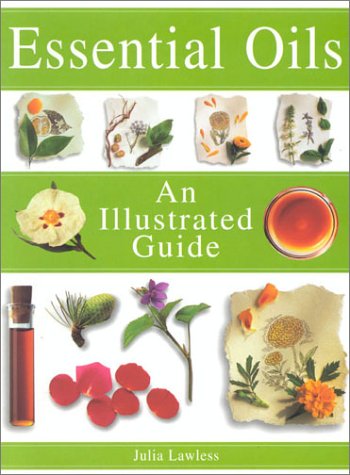 Essential Oils
An
Illustrated
Guide
Julia Lawless